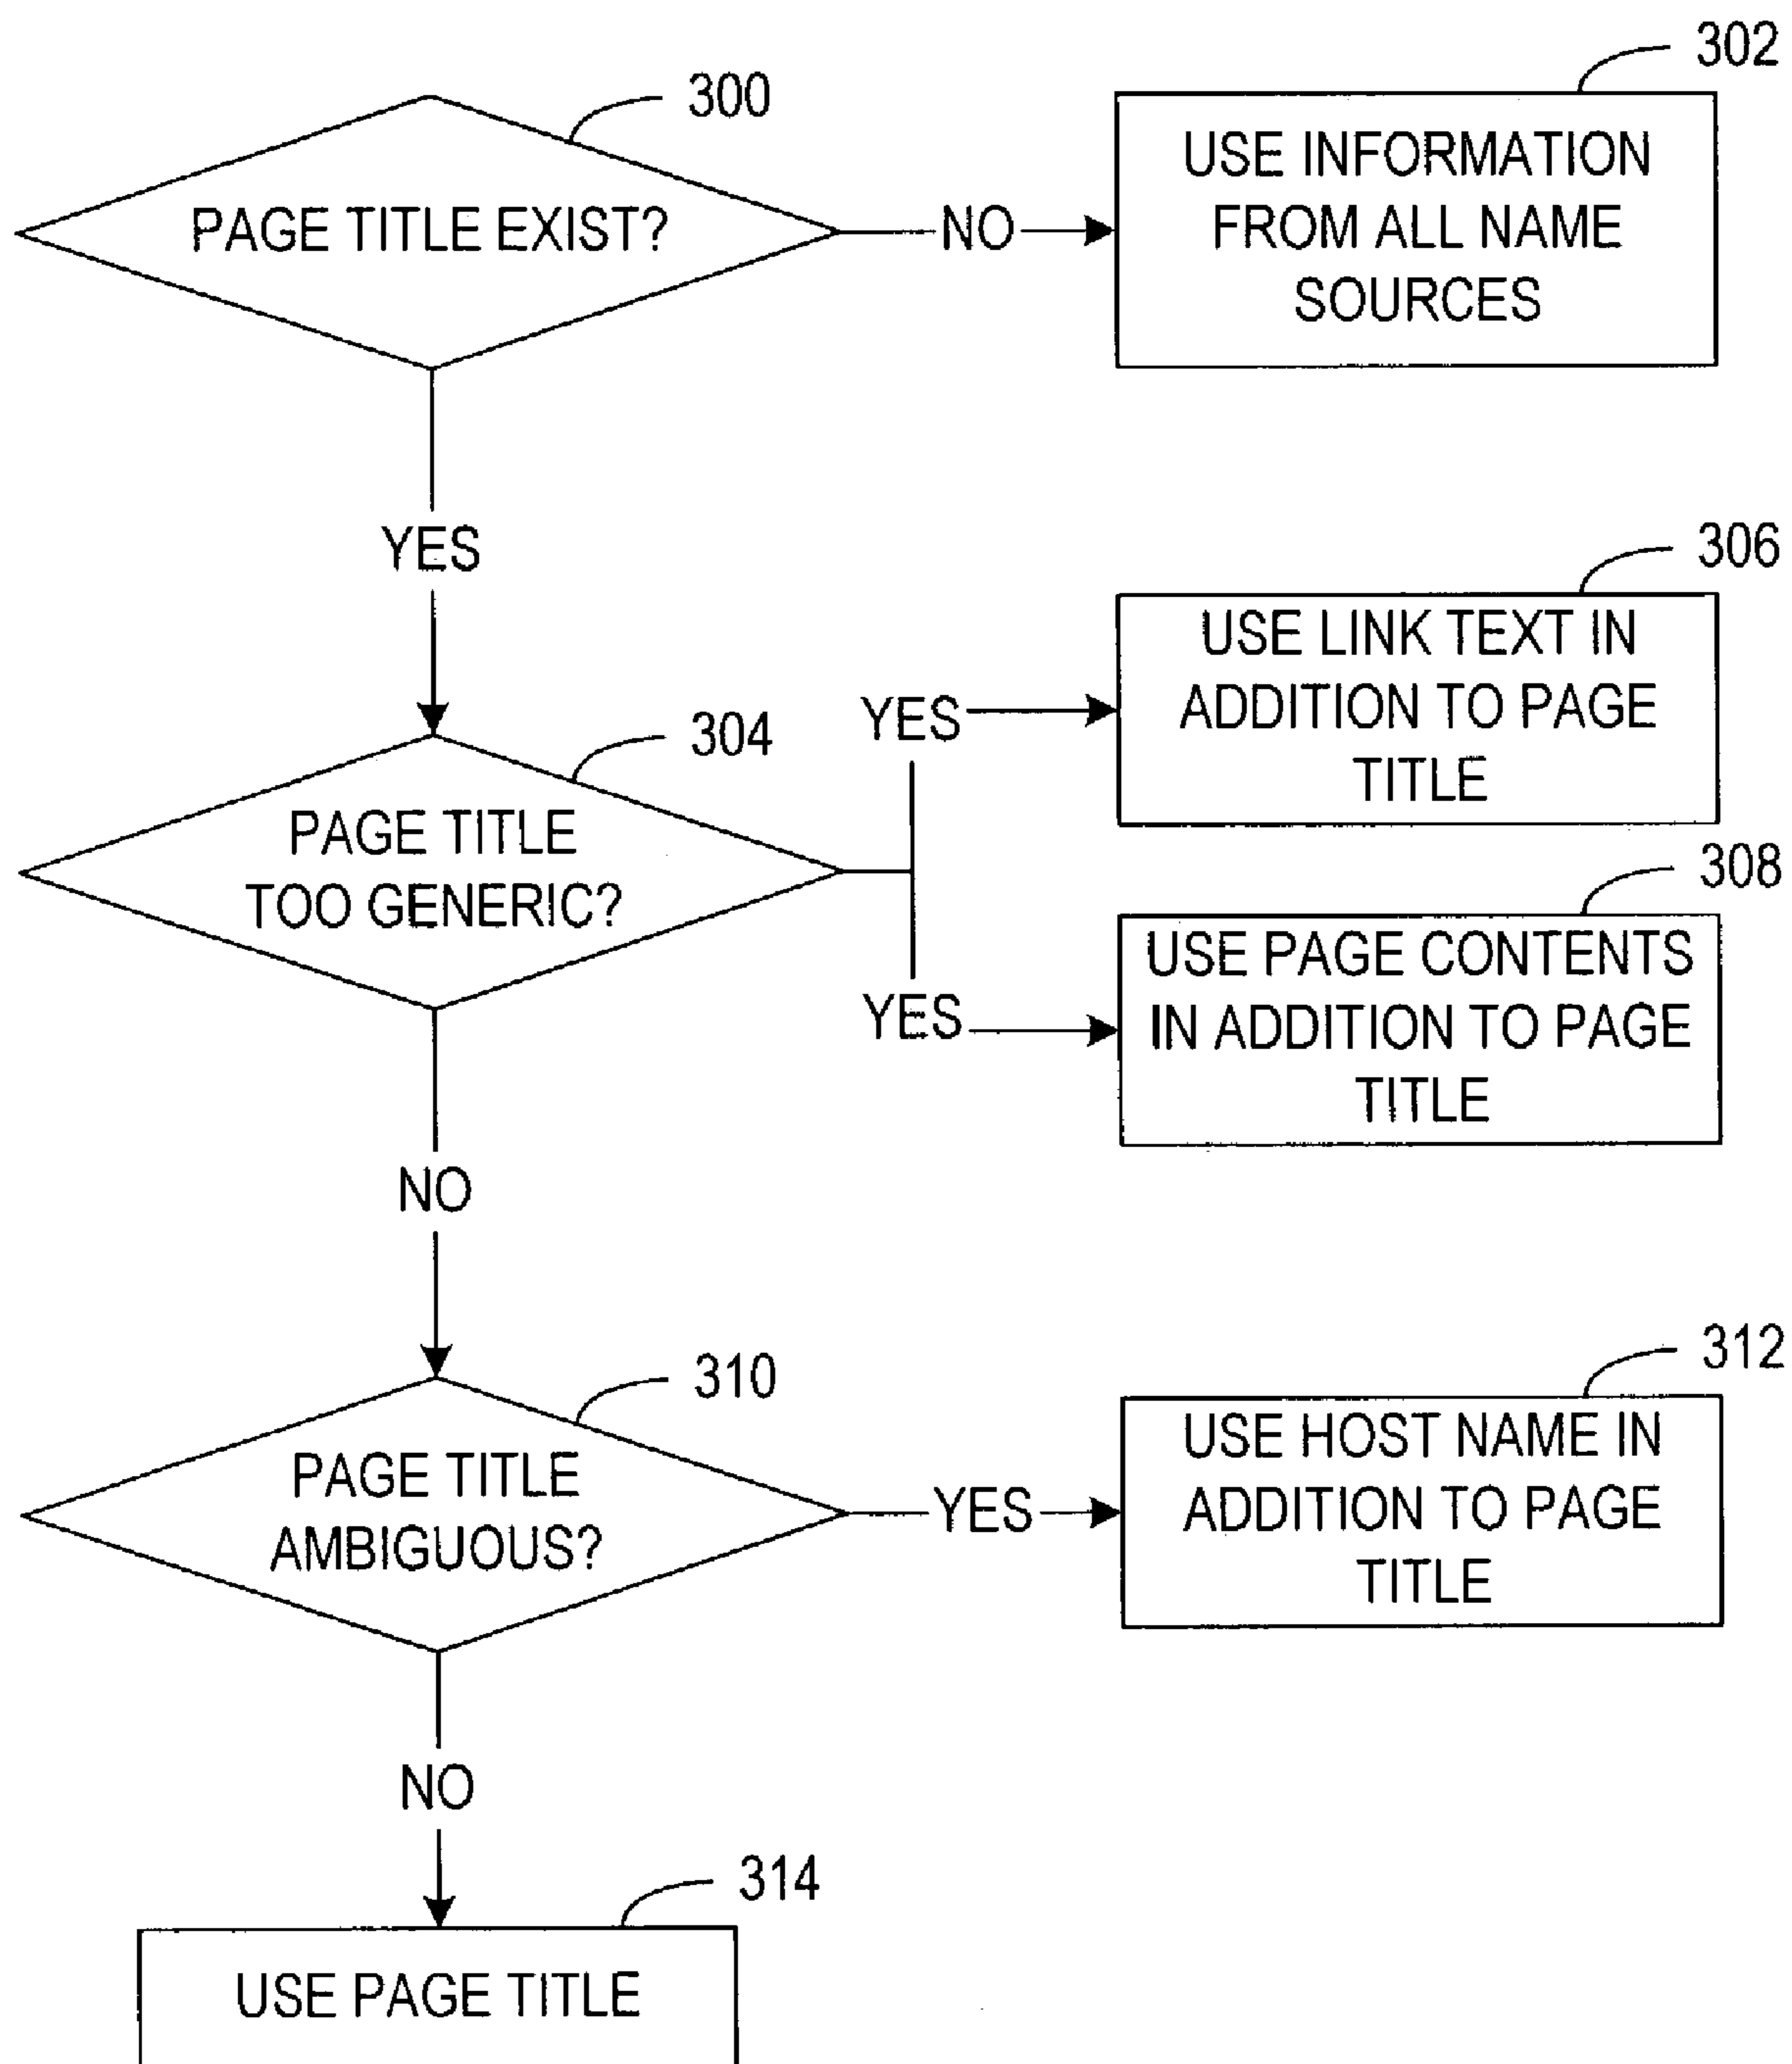 302
300
USE INFORMATION
FROM ALL NAME
SOURCES
PAGE TITLE EXIST?
NO
YES
306
USE LINK TEXT IN
ADDITION TO PAGE
TITLE
304
YES
PAGE TITLE
TOO GENERIC?
308
USE PAGE CONTENTS
IN ADDITION TO PAGE
TITLE
YES
NO
312
310
USE HOST NAME IN
ADDITION TO PAGE
TITLE
PAGE TITLE
AMBIGUOUS?
YES
NO
314
USE PAGE TITLE